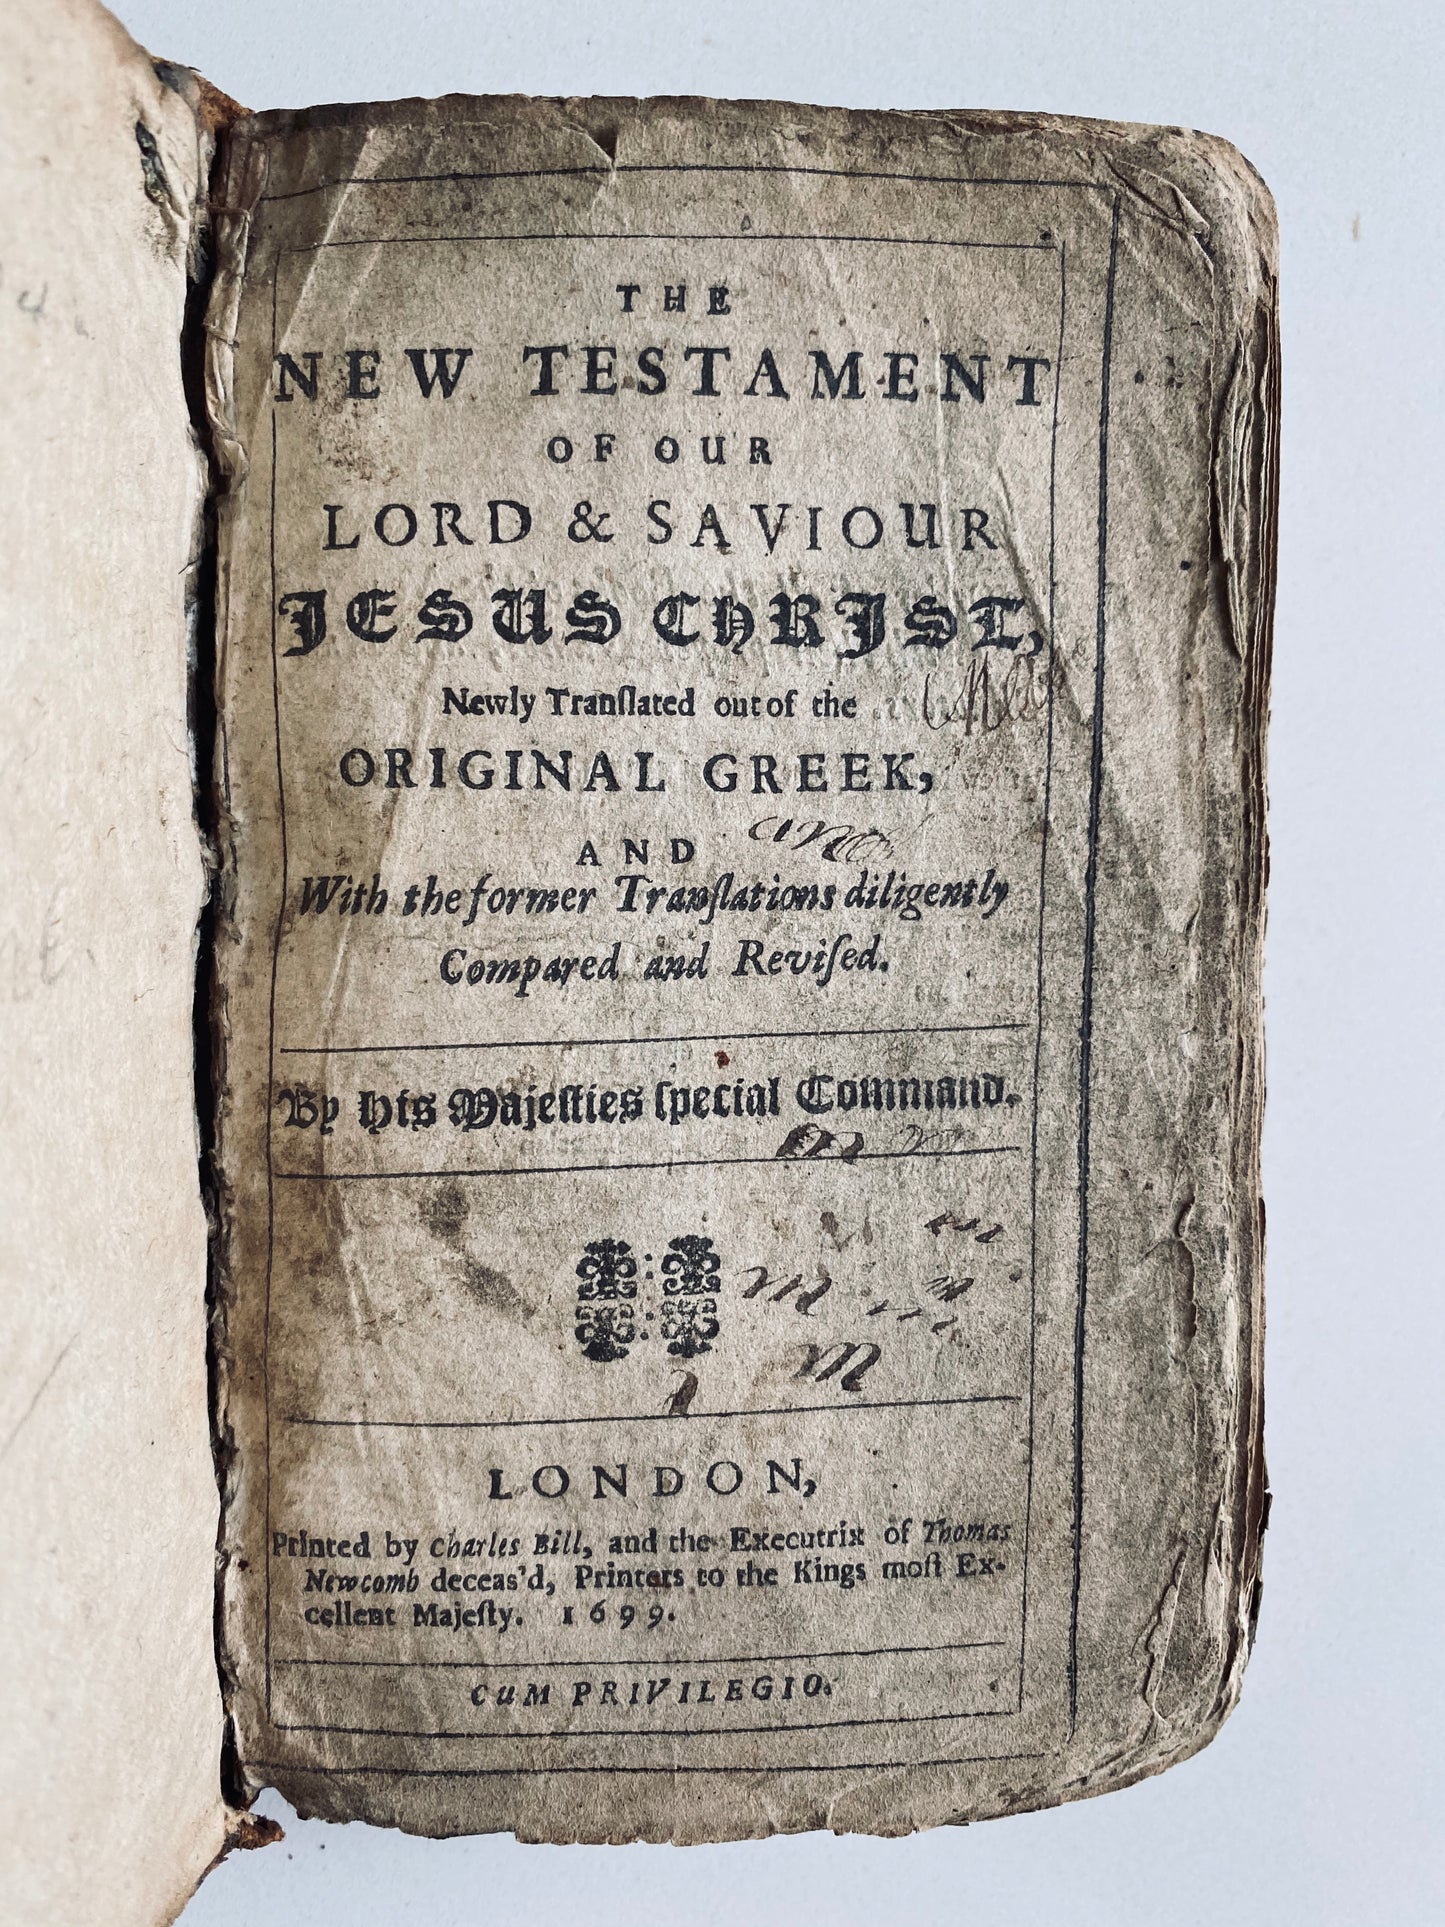 THE
NEW TESTAMENT
OF OUR
LORD & SAVIOUR
JESUS CHRIST,
Newly Tranſlated out of the
ORIGINAL GREEK,
and
AND
With the former Tranſlations diligently
Compared and Reviſed.
By His Majeſties ſpecial Command.
m
m
m
LONDON,
Printed by Charles Bill, and the Executrix of Thomas
Newcomb deceas'd, Printers to the Kings moſt Ex-
cellent Majeſty. 1699.
CUM PRIVILEGIO.